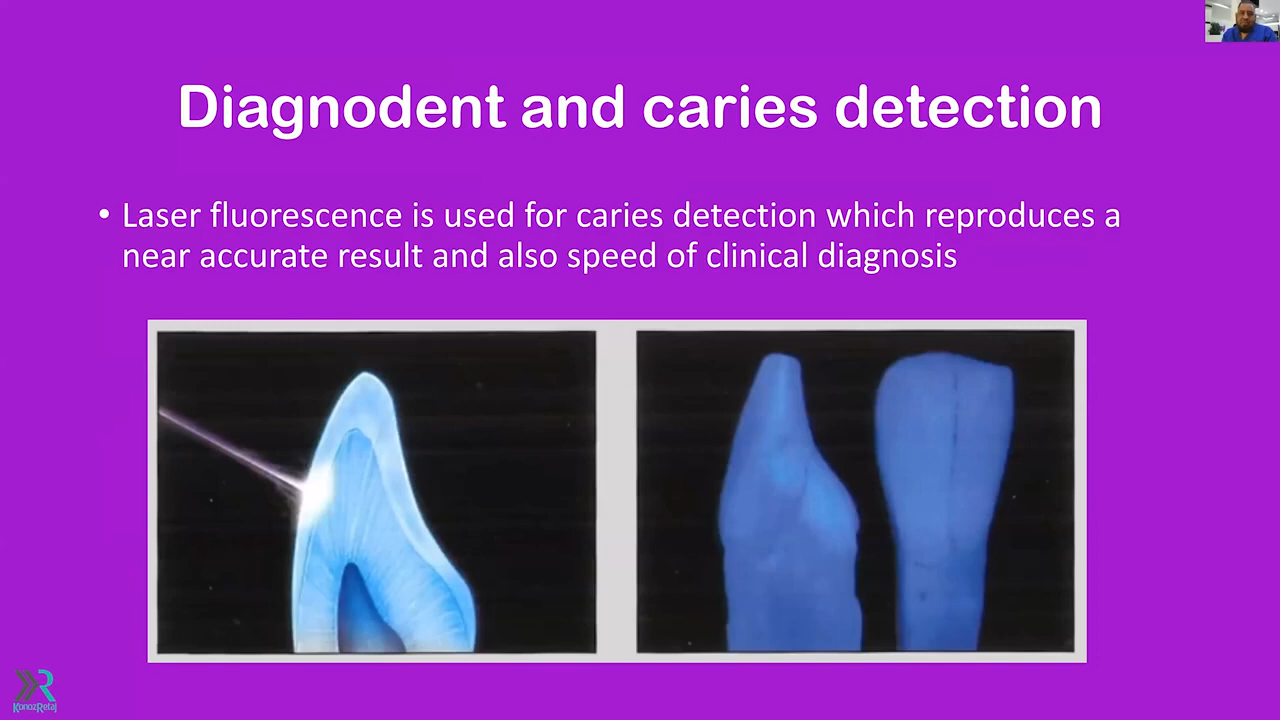 Diagnodent and caries detection
• Laser fluorescence is used for caries detection which reproduces a
near accurate result and also speed of clinical diagnosis
KonozRetaj